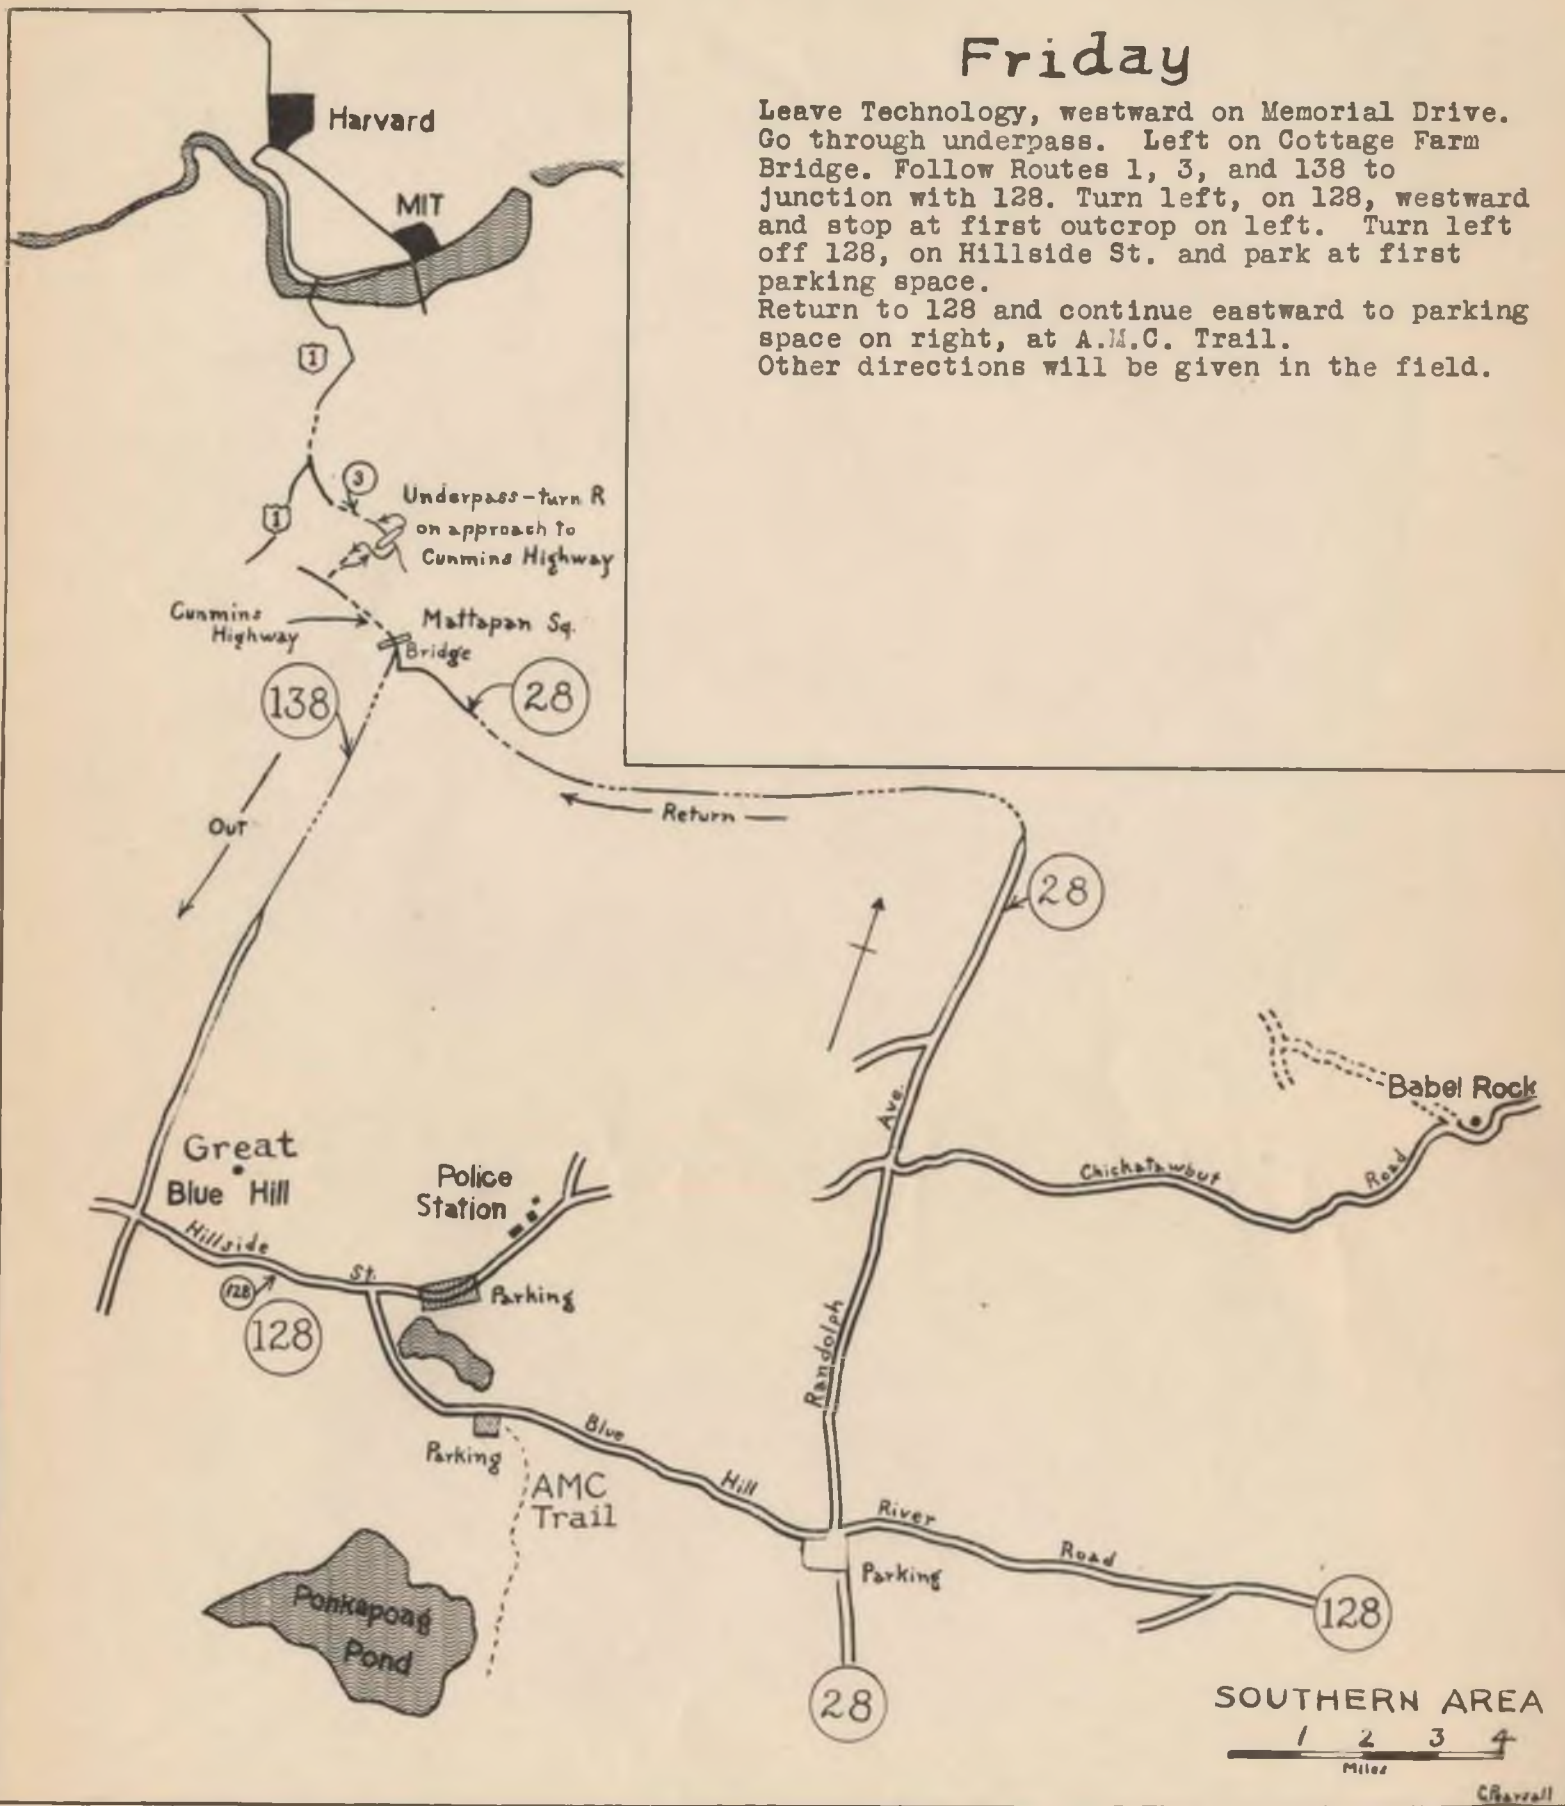 Friday
Leave Technology, westward on Memorial Drive.
Go through underpass. Left on Cottage Farm
Bridge. Follow Routes 1, 3, and 138 to
junction with 128. Turn left, on 128, westward
and stop at first outcrop on left. Turn left
off 128, on Hillside St. and park at first
parking space.
Return to 128 and continue eastward to parking
space on right, at A.M.C. Trail.
Other directions will be given in the field.
Harvard
MIT
1
3
1
Underpass-turn R
on approach to
Cunmins Highway
Cunmins
Highway
Mattapan Sq.
Bridge
138
28
Out
Return
28
Ave.
Babel Rock
Chichatawbut
Road
Great
Blue Hill
Police
Station
Hillside
St.
128
128
Parking
Randolph
Parking
Blue
Hill
AMC
Trail
River
Road
Parking
Ponkapoag
Pond
128
28
SOUTHERN AREA
1 2 3 4
Miles
C.Pearsall